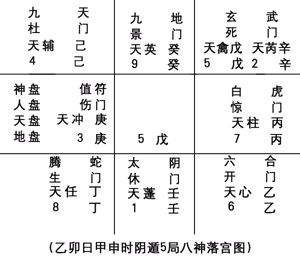 九 天
杜 门
天辅 己
4 己
九 地
景 门
天英 癸
9 癸
玄 武
死 门
天禽戊 天芮辛
5 戊 2 辛
神盘 值符
人盘 伤门
天盘 天冲 庚
地盘 3 庚
5 戊
白 虎
惊 门
天柱 丙
7 丙
腾 蛇
生 门
天任 丁
8 丁
太 阴
休 门
天蓬 壬
1 壬
六 合
开 门
天心 乙
6 乙
(乙卯日甲申时阴遁5局八神落宫图)